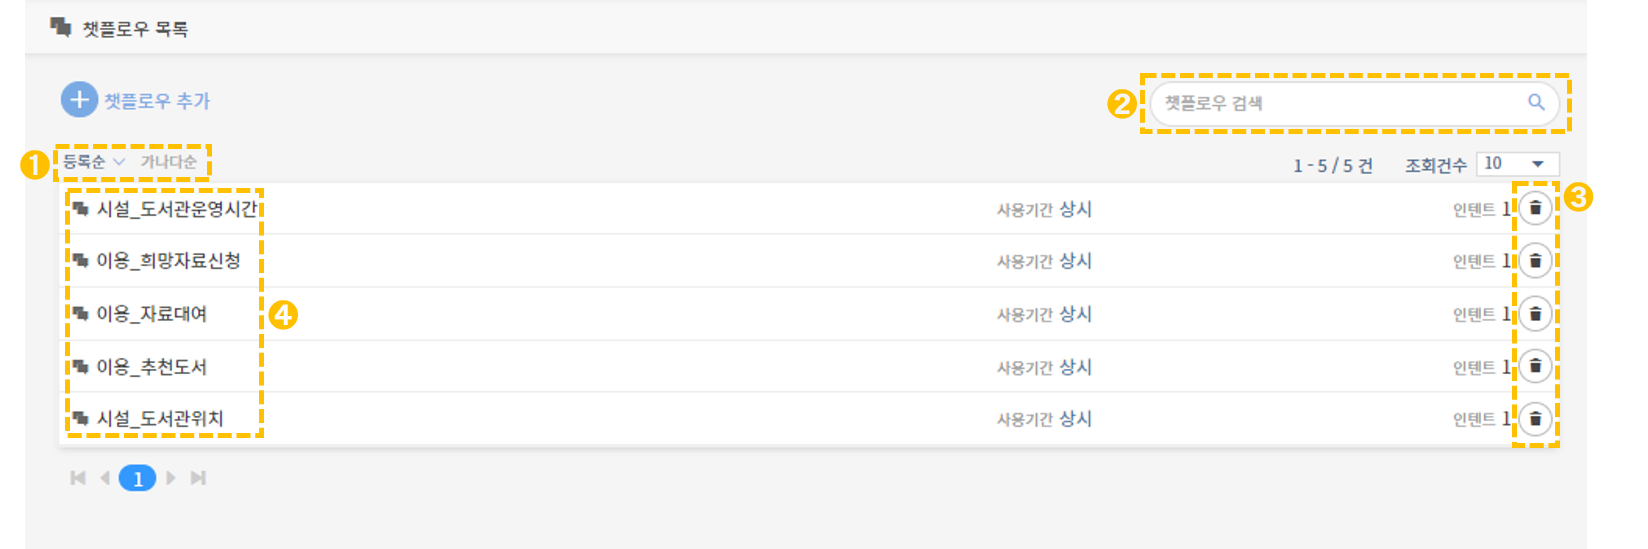 챗플로우 목록
챗플로우 추가
❷ 챗플로우 검색
❶ 등록순 가나다순 1 - 5 / 5 건 조회건수 10
시설_도서관운영시간 사용기간 상시 인텐트 1 ❸
이용_희망자료신청 사용기간 상시 인텐트 1
이용_자료대여 ❹ 사용기간 상시 인텐트 1
이용_추천도서 사용기간 상시 인텐트 1
시설_도서관위치 사용기간 상시 인텐트 1
1